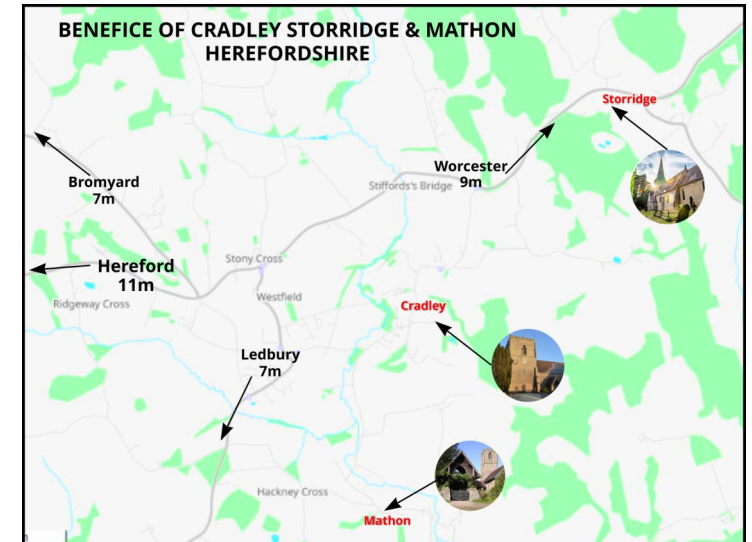 BENEFICE OF CRADLEY STORRIDGE & MATHON
HEREFORDSHIRE
Storridge
Worcester
9m
Stiffords's Bridge
Bromyard
7m
Stony Cross
Hereford
11m
Westfield
Ridgeway Cross
Cradley
Ledbury
7m
Hackney Cross
Mathon